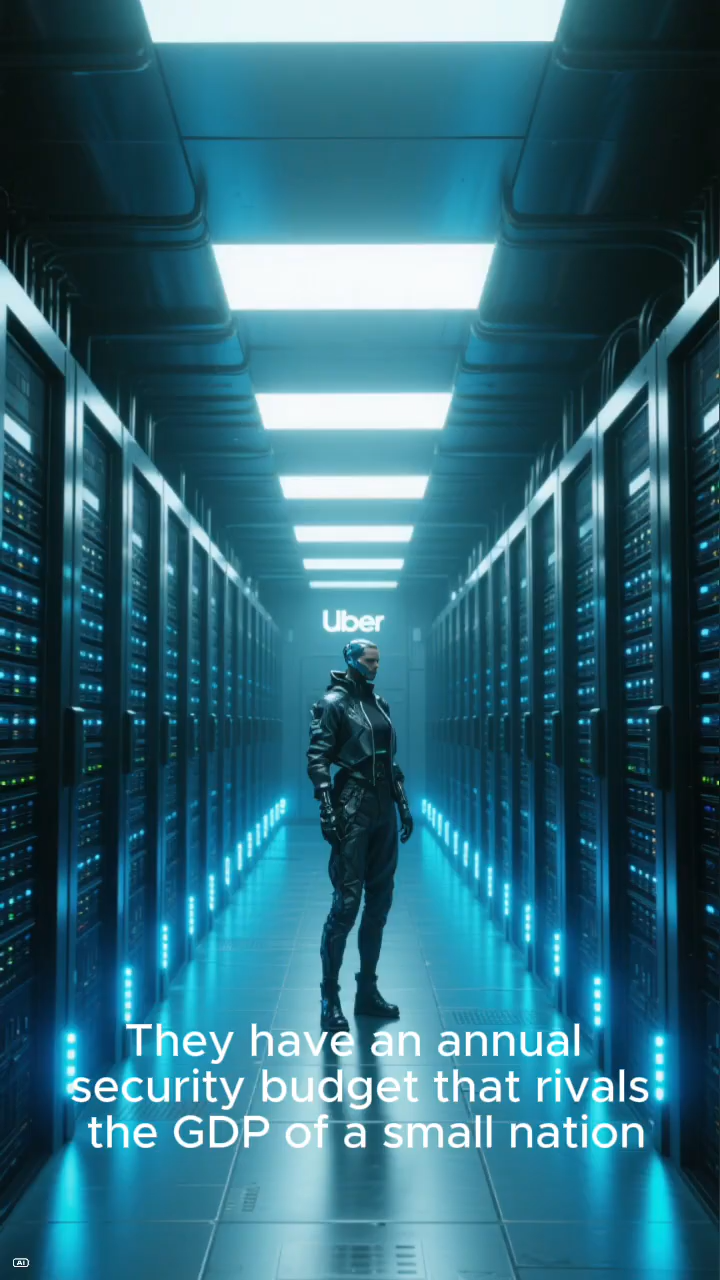 Uber
They have an annual
security budget that rivals
the GDP of a small nation
AI